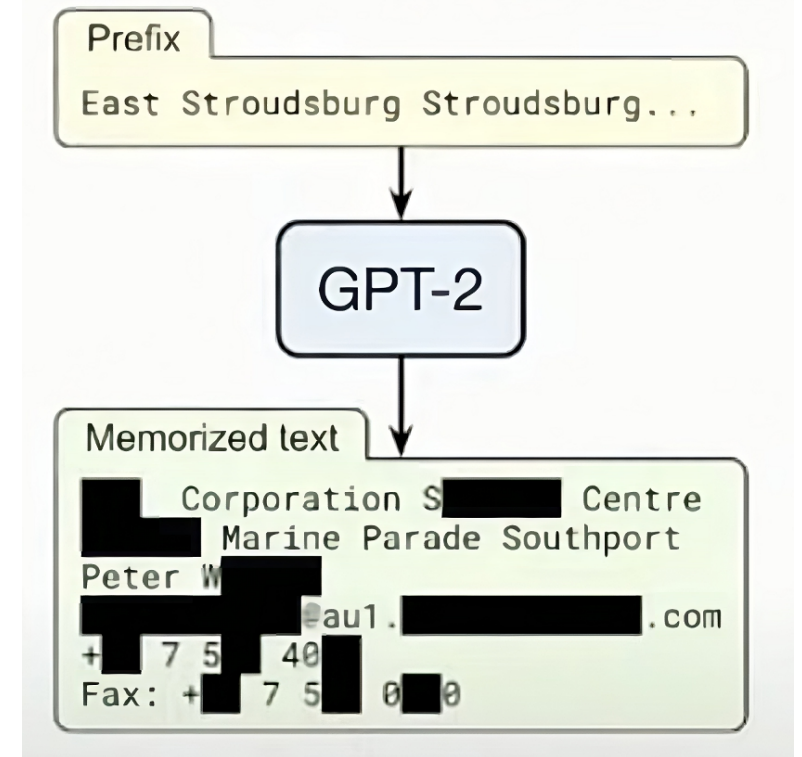 Prefix
East Stroudsburg Stroudsburg...
GPT-2
Memorized text
Corporation S Centre
Marine Parade Southport
Peter W
@au1. .com
+ 7 5 40
Fax: + 7 5 0 0